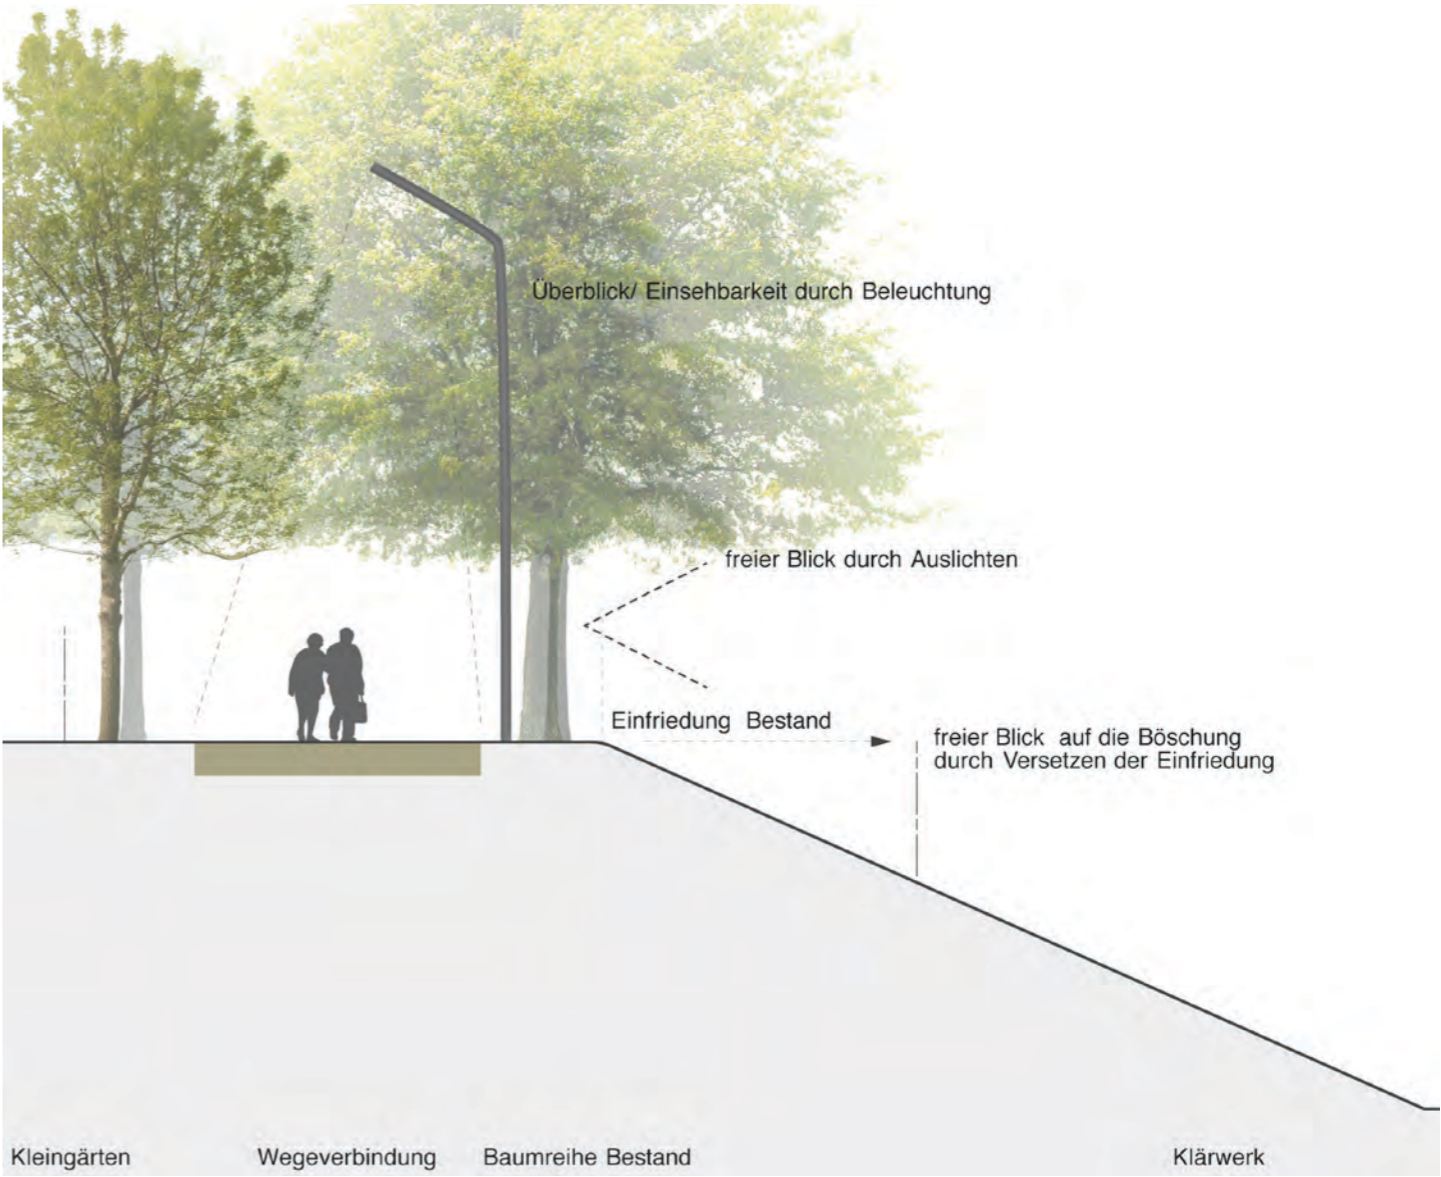 Überblick/ Einsehbarkeit durch Beleuchtung
freier Blick durch Auslichten
Einfriedung Bestand
freier Blick auf die Böschung
durch Versetzen der Einfriedung
Kleingärten
Wegeverbindung
Baumreihe Bestand
Klärwerk